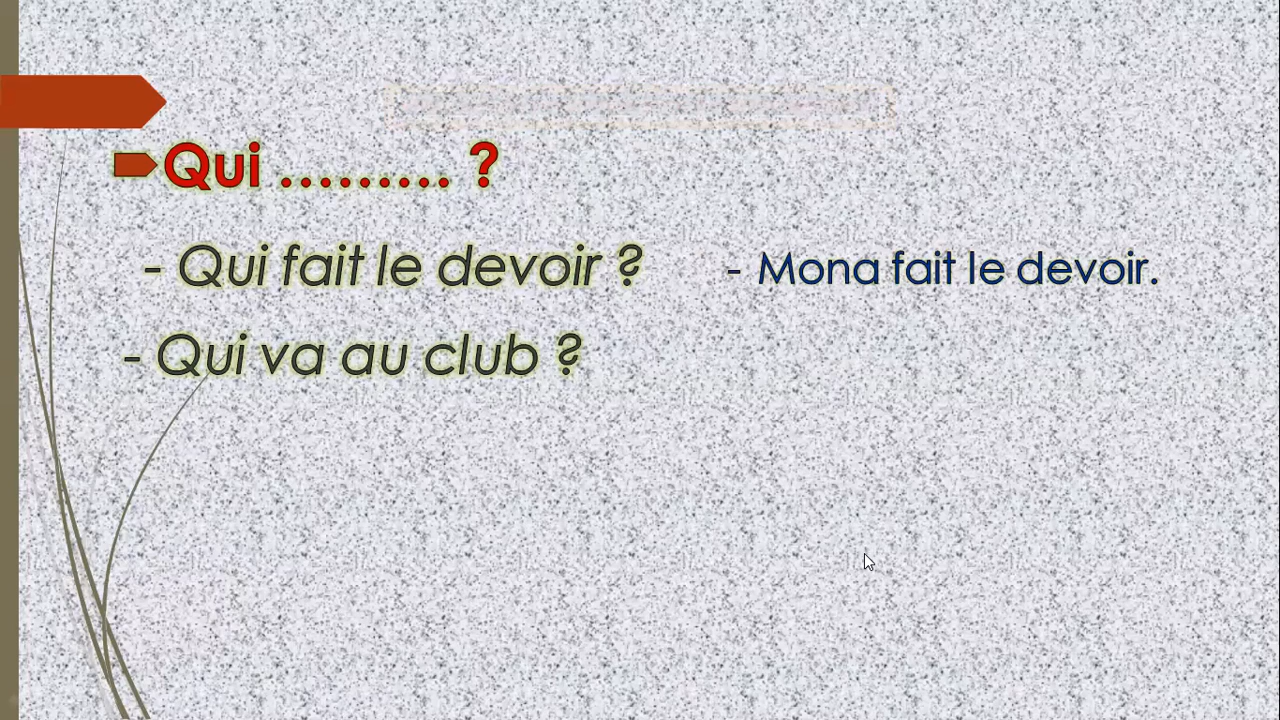 Qui ......... ?
- Qui fait le devoir ? - Mona fait le devoir.
- Qui va au club ?